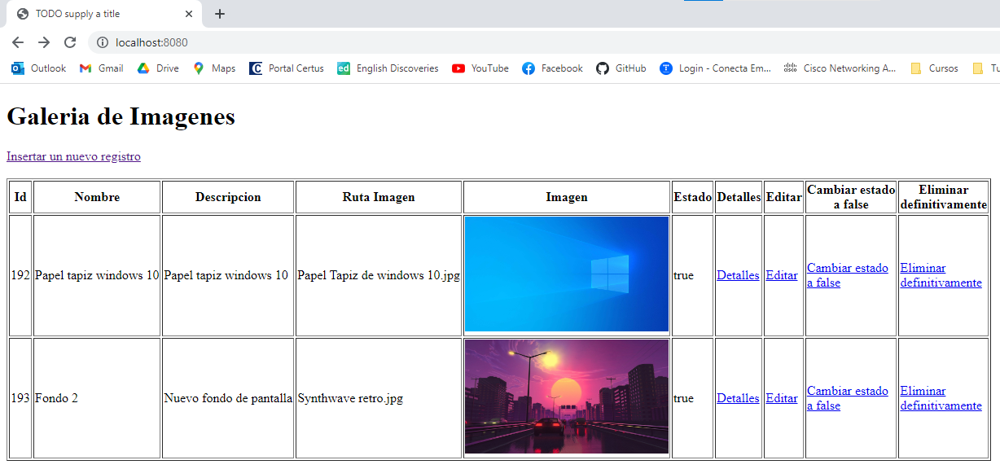 TODO supply a title
localhost:8080
Outlook Gmail Drive Maps Portal Certus English Discoveries YouTube Facebook GitHub Login - Conecta Em... Cisco Networking A... Cursos
Galeria de Imagenes
Insertar un nuevo registro
Id Nombre Descripcion Ruta Imagen Imagen Estado Detalles Editar Cambiar estado a false Eliminar definitivamente
192 Papel tapiz windows 10 Papel tapiz windows 10 Papel Tapiz de windows 10.jpg true Detalles Editar Cambiar estado a false Eliminar definitivamente
193 Fondo 2 Nuevo fondo de pantalla Synthwave retro.jpg true Detalles Editar Cambiar estado a false Eliminar definitivamente